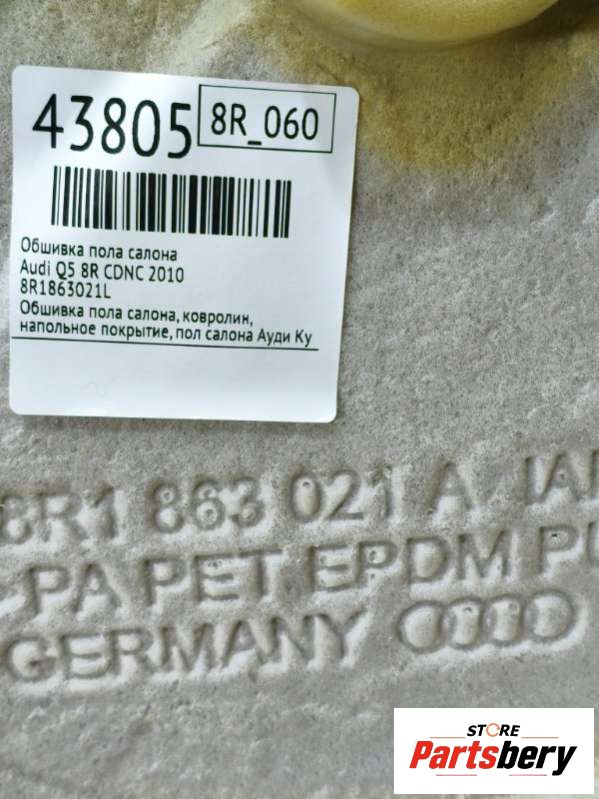 43805
8R_060
Обшивка пола салона
Audi Q5 8R CDNC 2010
8R1863021L
Обшивка пола салона, ковролин,
напольное покрытие, пол салона Ауди Ку
8R1 863 021 A
PA PET EPDM
GERMANY
STORE
Partsbery